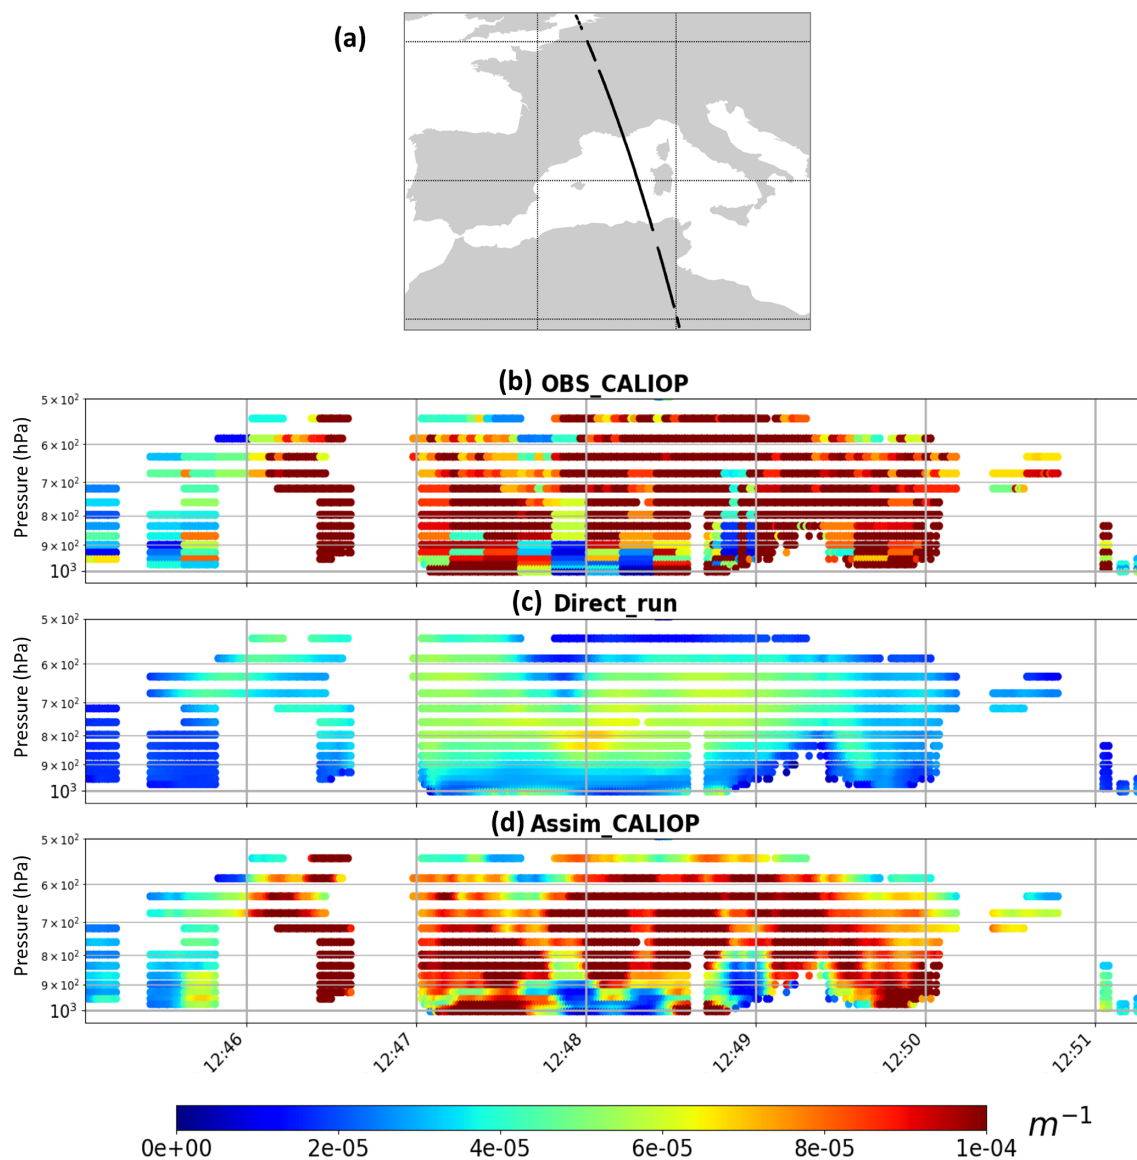 (a)
(b) OBS_CALIOP
Pressure (hPa)
5 × 10²
6 × 10²
7 × 10²
8 × 10²
9 × 10²
10³
(c) Direct_run
Pressure (hPa)
5 × 10²
6 × 10²
7 × 10²
8 × 10²
9 × 10²
10³
(d) Assim_CALIOP
Pressure (hPa)
5 × 10²
6 × 10²
7 × 10²
8 × 10²
9 × 10²
10³
12:46 12:47 12:48 12:49 12:50 12:51
0e+00 2e-05 4e-05 6e-05 8e-05 1e-04 m⁻¹